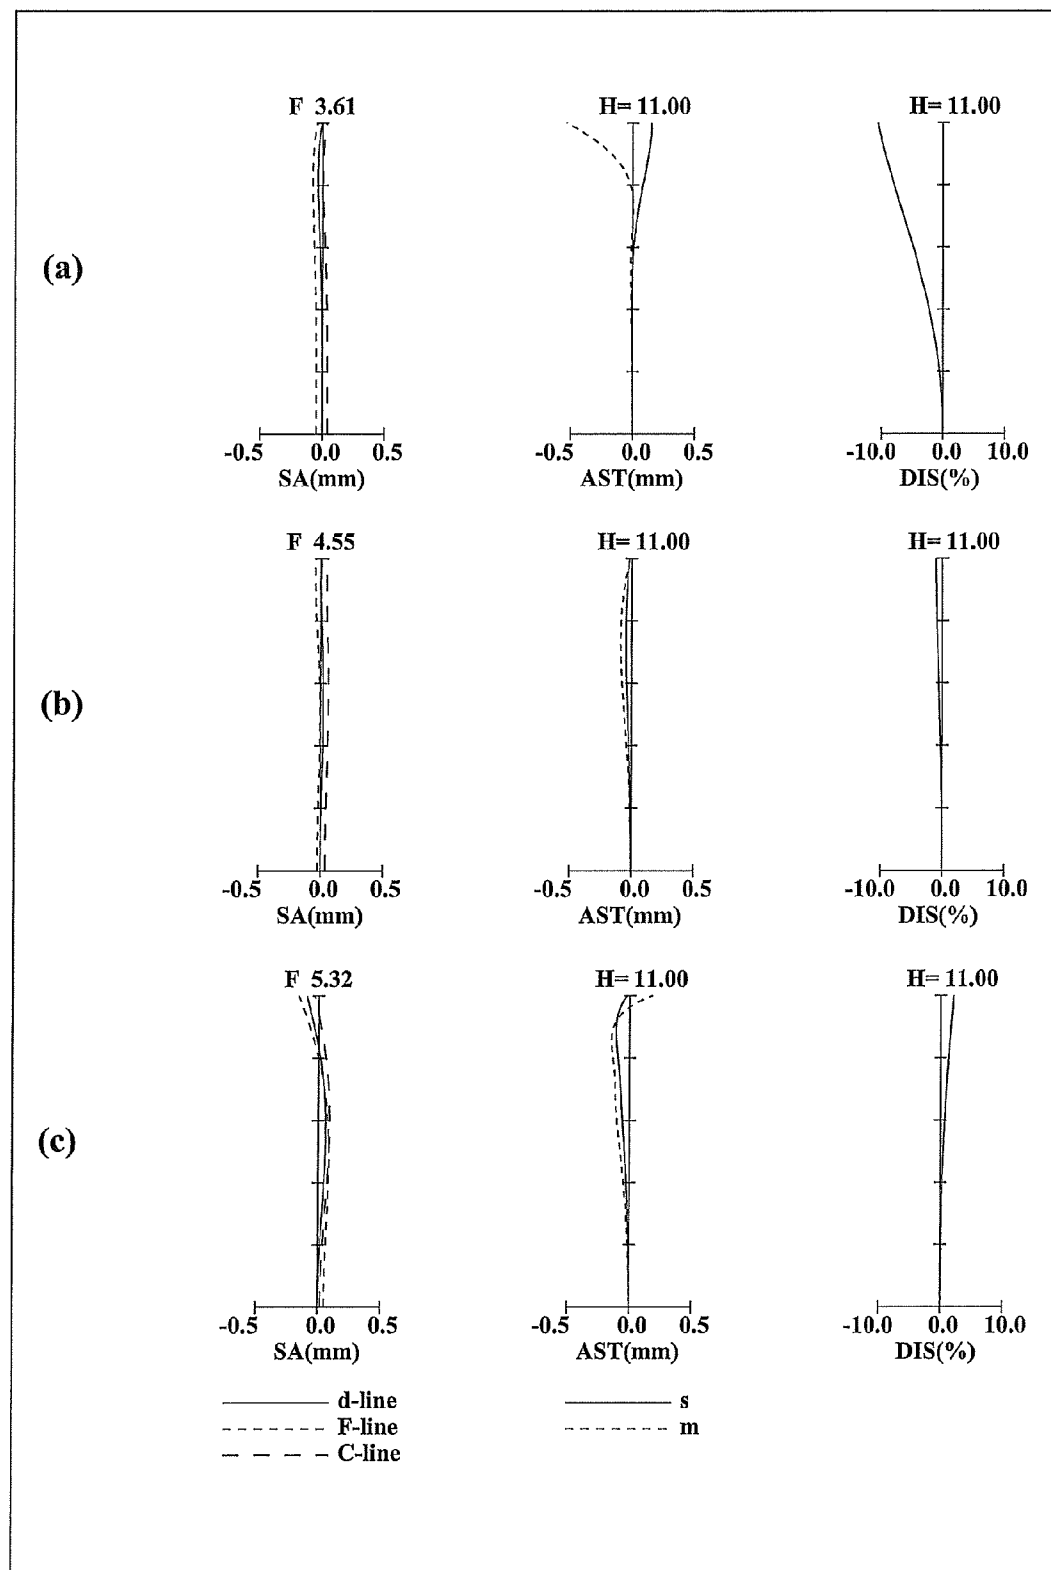 F 3.61 H= 11.00 H= 11.00
(a)
-0.5 0.0 0.5 -0.5 0.0 0.5 -10.0 0.0 10.0
SA(mm) AST(mm) DIS(%)
F 4.55 H= 11.00 H= 11.00
(b)
-0.5 0.0 0.5 -0.5 0.0 0.5 -10.0 0.0 10.0
SA(mm) AST(mm) DIS(%)
F 5.32 H= 11.00 H= 11.00
(c)
-0.5 0.0 0.5 -0.5 0.0 0.5 -10.0 0.0 10.0
SA(mm) AST(mm) DIS(%)
d-line s
F-line m
C-line